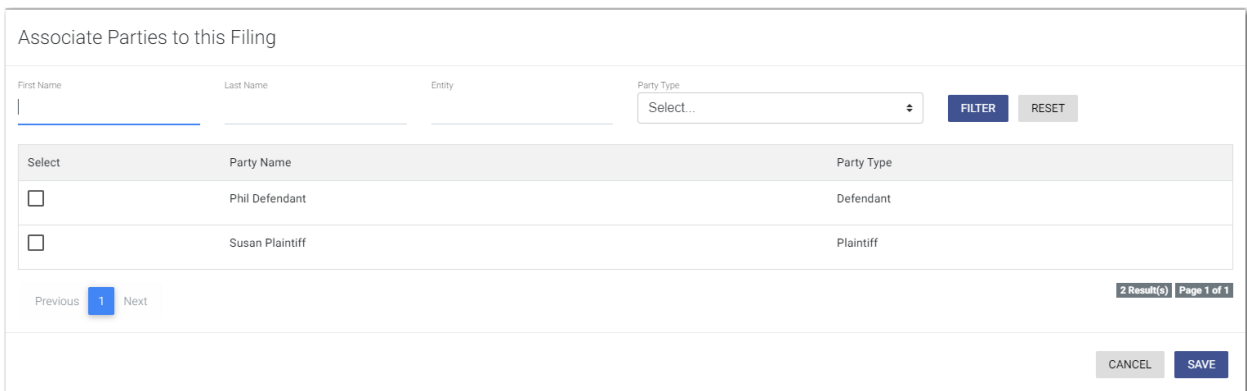 Associate Parties to this Filing
First Name Last Name Entity Party Type
Select... FILTER RESET
Select Party Name Party Type
Phil Defendant Defendant
Susan Plaintiff Plaintiff
Previous 1 Next 2 Result(s) Page 1 of 1
CANCEL SAVE